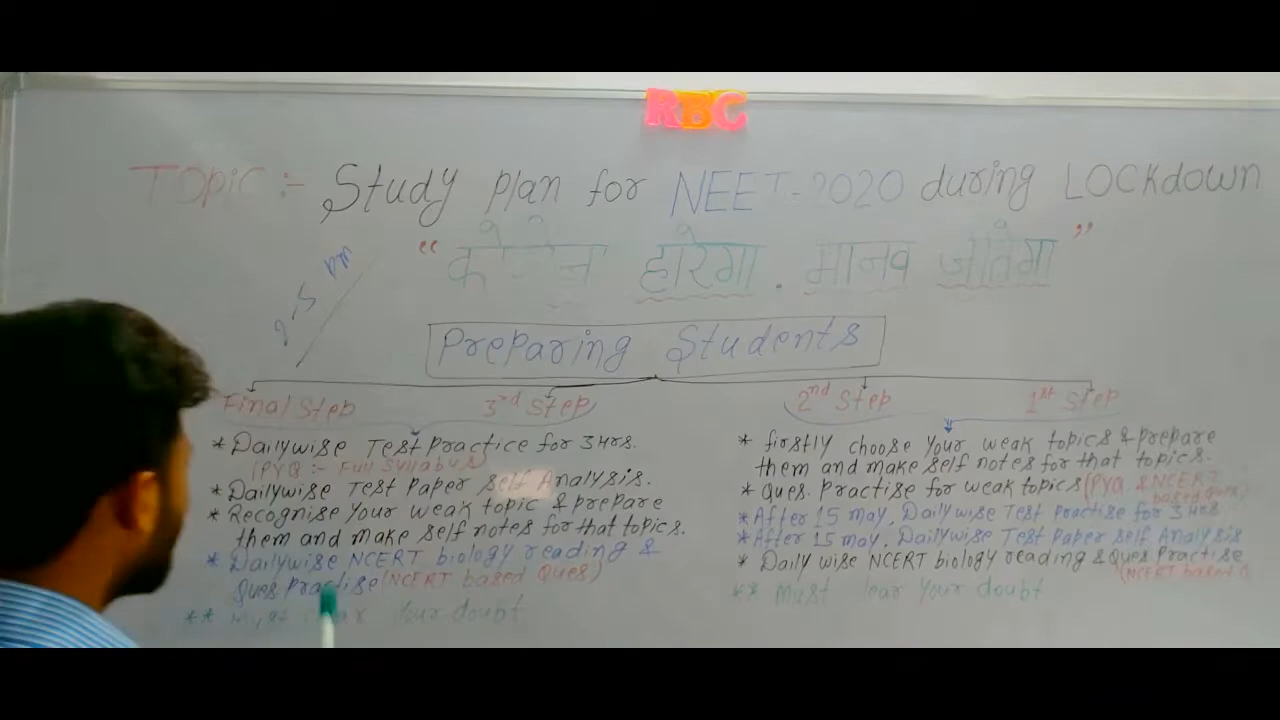 RBC
Topic :- Study plan for NEET-2020 during LOCKdown
“ हारेगा . मानव जीतेगा ”
Preparing Students
Final Step 3rd Step
* Dailywise Test Practice for 3 Hrs.
(PYQ :- Full Syllabus)
* Dailywise Test Paper Self Analysis.
* Recognise Your weak topic & prepare
them and make self notes for that topics.
* Dailywise NCERT biology reading &
Ques Practise (NCERT based Ques)
** Your doubt
2nd Step 1st Step
* firstly choose Your weak topics & prepare
them and make self notes for that topics.
* Ques. Practise for weak topics (PYQ & NCERT
based Ques)
* After 15 may, Dailywise Test Practise for 3 Hrs
* After 15 may, Dailywise Test Paper Self Analysis
* Daily wise NCERT biology reading & Ques Practise
(NCERT based Q
** Must lear Your doubt